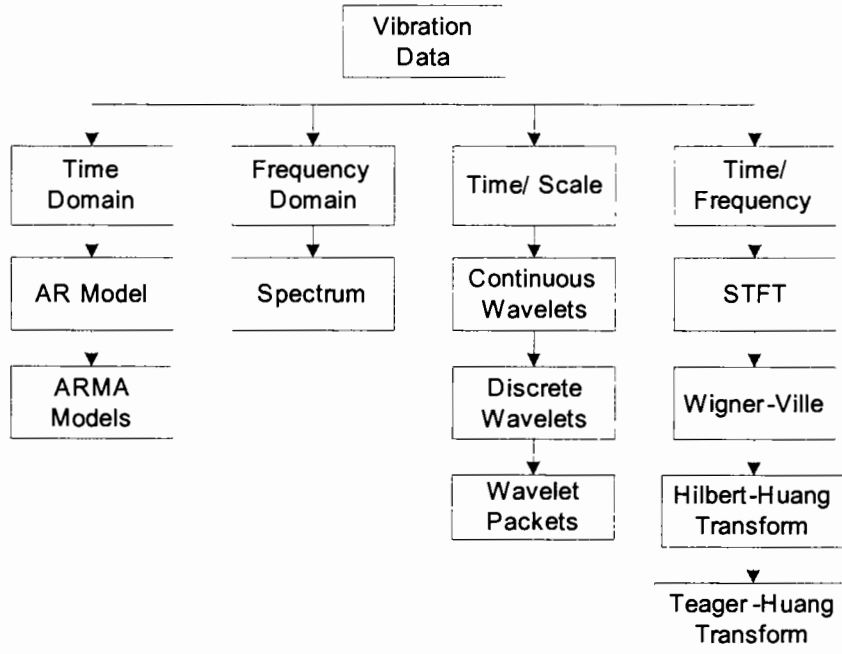 Vibration
Data
Time
Domain
Frequency
Domain
Time/ Scale
Time/
Frequency
AR Model
Spectrum
Continuous
Wavelets
STFT
ARMA
Models
Discrete
Wavelets
Wigner-Ville
Wavelet
Packets
Hilbert-Huang
Transform
Teager-Huang
Transform